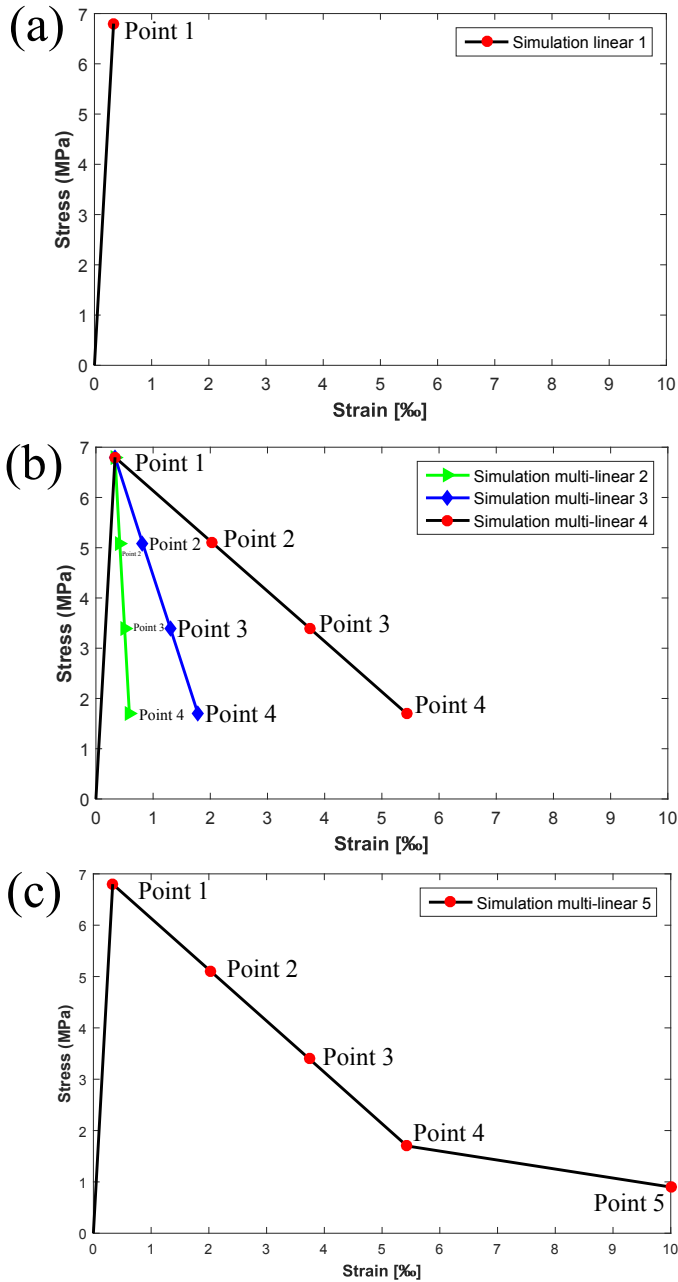 (a)
7
6
5
4
3
2
1
0
Stress (MPa)
Point 1
Simulation linear 1
0 1 2 3 4 5 6 7 8 9 10
Strain [‰]
(b)
7
6
5
4
3
2
1
0
Stress (MPa)
Simulation multi-linear 2
Simulation multi-linear 3
Simulation multi-linear 4
Point 1
Point 2
Point 2
Point 2
Point 3
Point 3
Point 3
Point 4
Point 4
Point 4
0 1 2 3 4 5 6 7 8 9 10
Strain [‰]
(c)
7
6
5
4
3
2
1
0
Stress (MPa)
Simulation multi-linear 5
Point 1
Point 2
Point 3
Point 4
Point 5
0 1 2 3 4 5 6 7 8 9 10
Strain [‰]